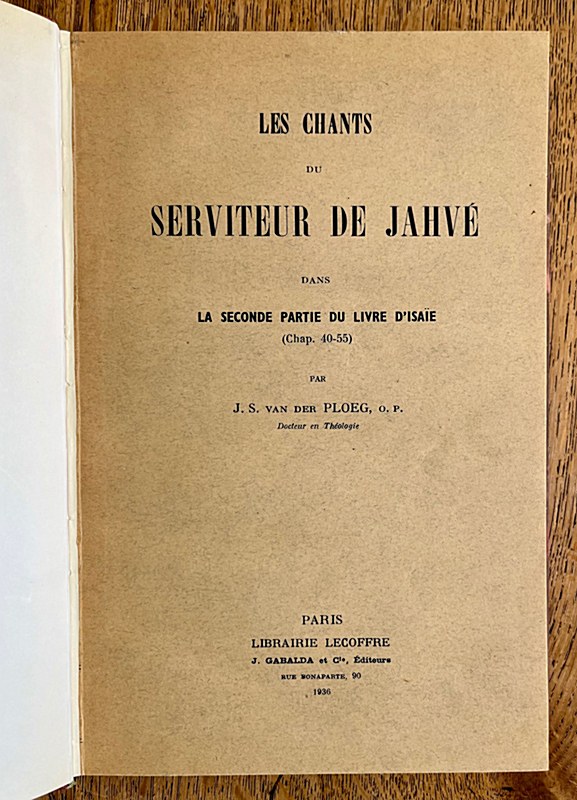 LES CHANTS
DU
SERVITEUR DE JAHVÉ
DANS
LA SECONDE PARTIE DU LIVRE D'ISAÏE
(Chap. 40-55)
PAR
J. S. VAN DER PLOEG, O. P.
Docteur en Théologie
PARIS
LIBRAIRIE LECOFFRE
J. GABALDA et Cie, Éditeurs
RUE BONAPARTE, 90
1936